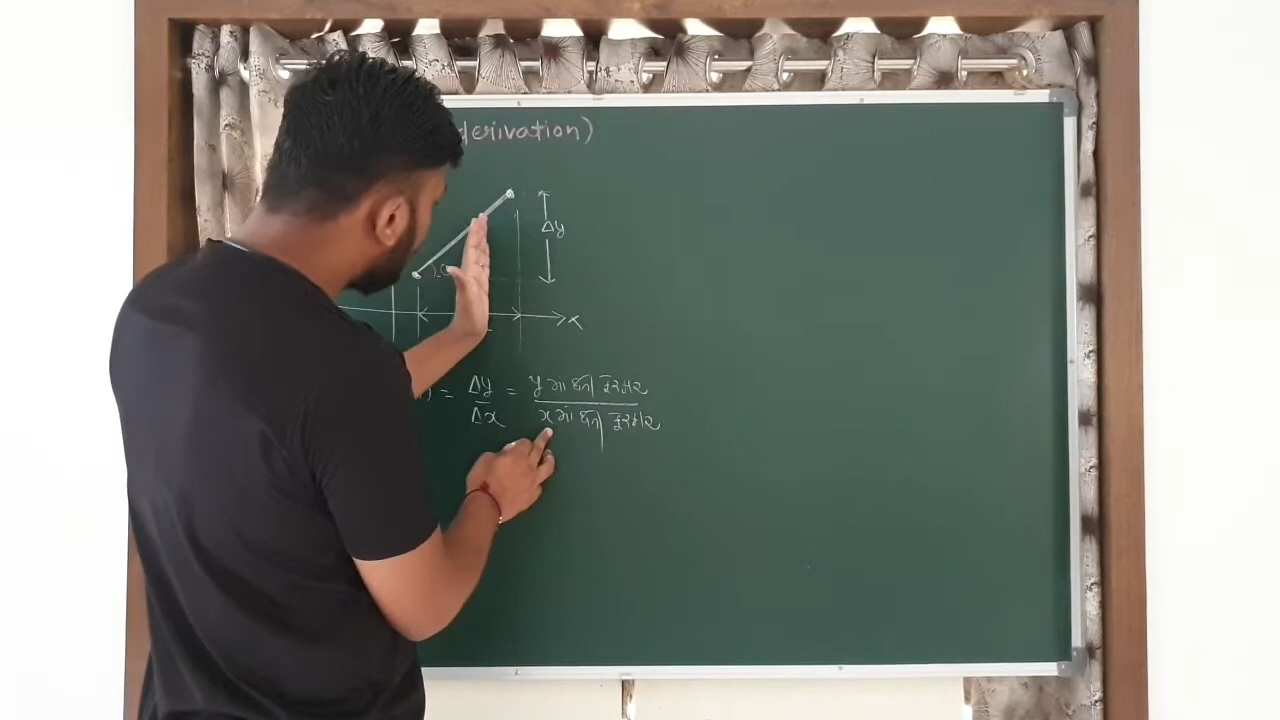 derivation)
Δy
x
= Δy/Δx = y માં થતો ફેરફાર / x માં થતો ફેરફાર